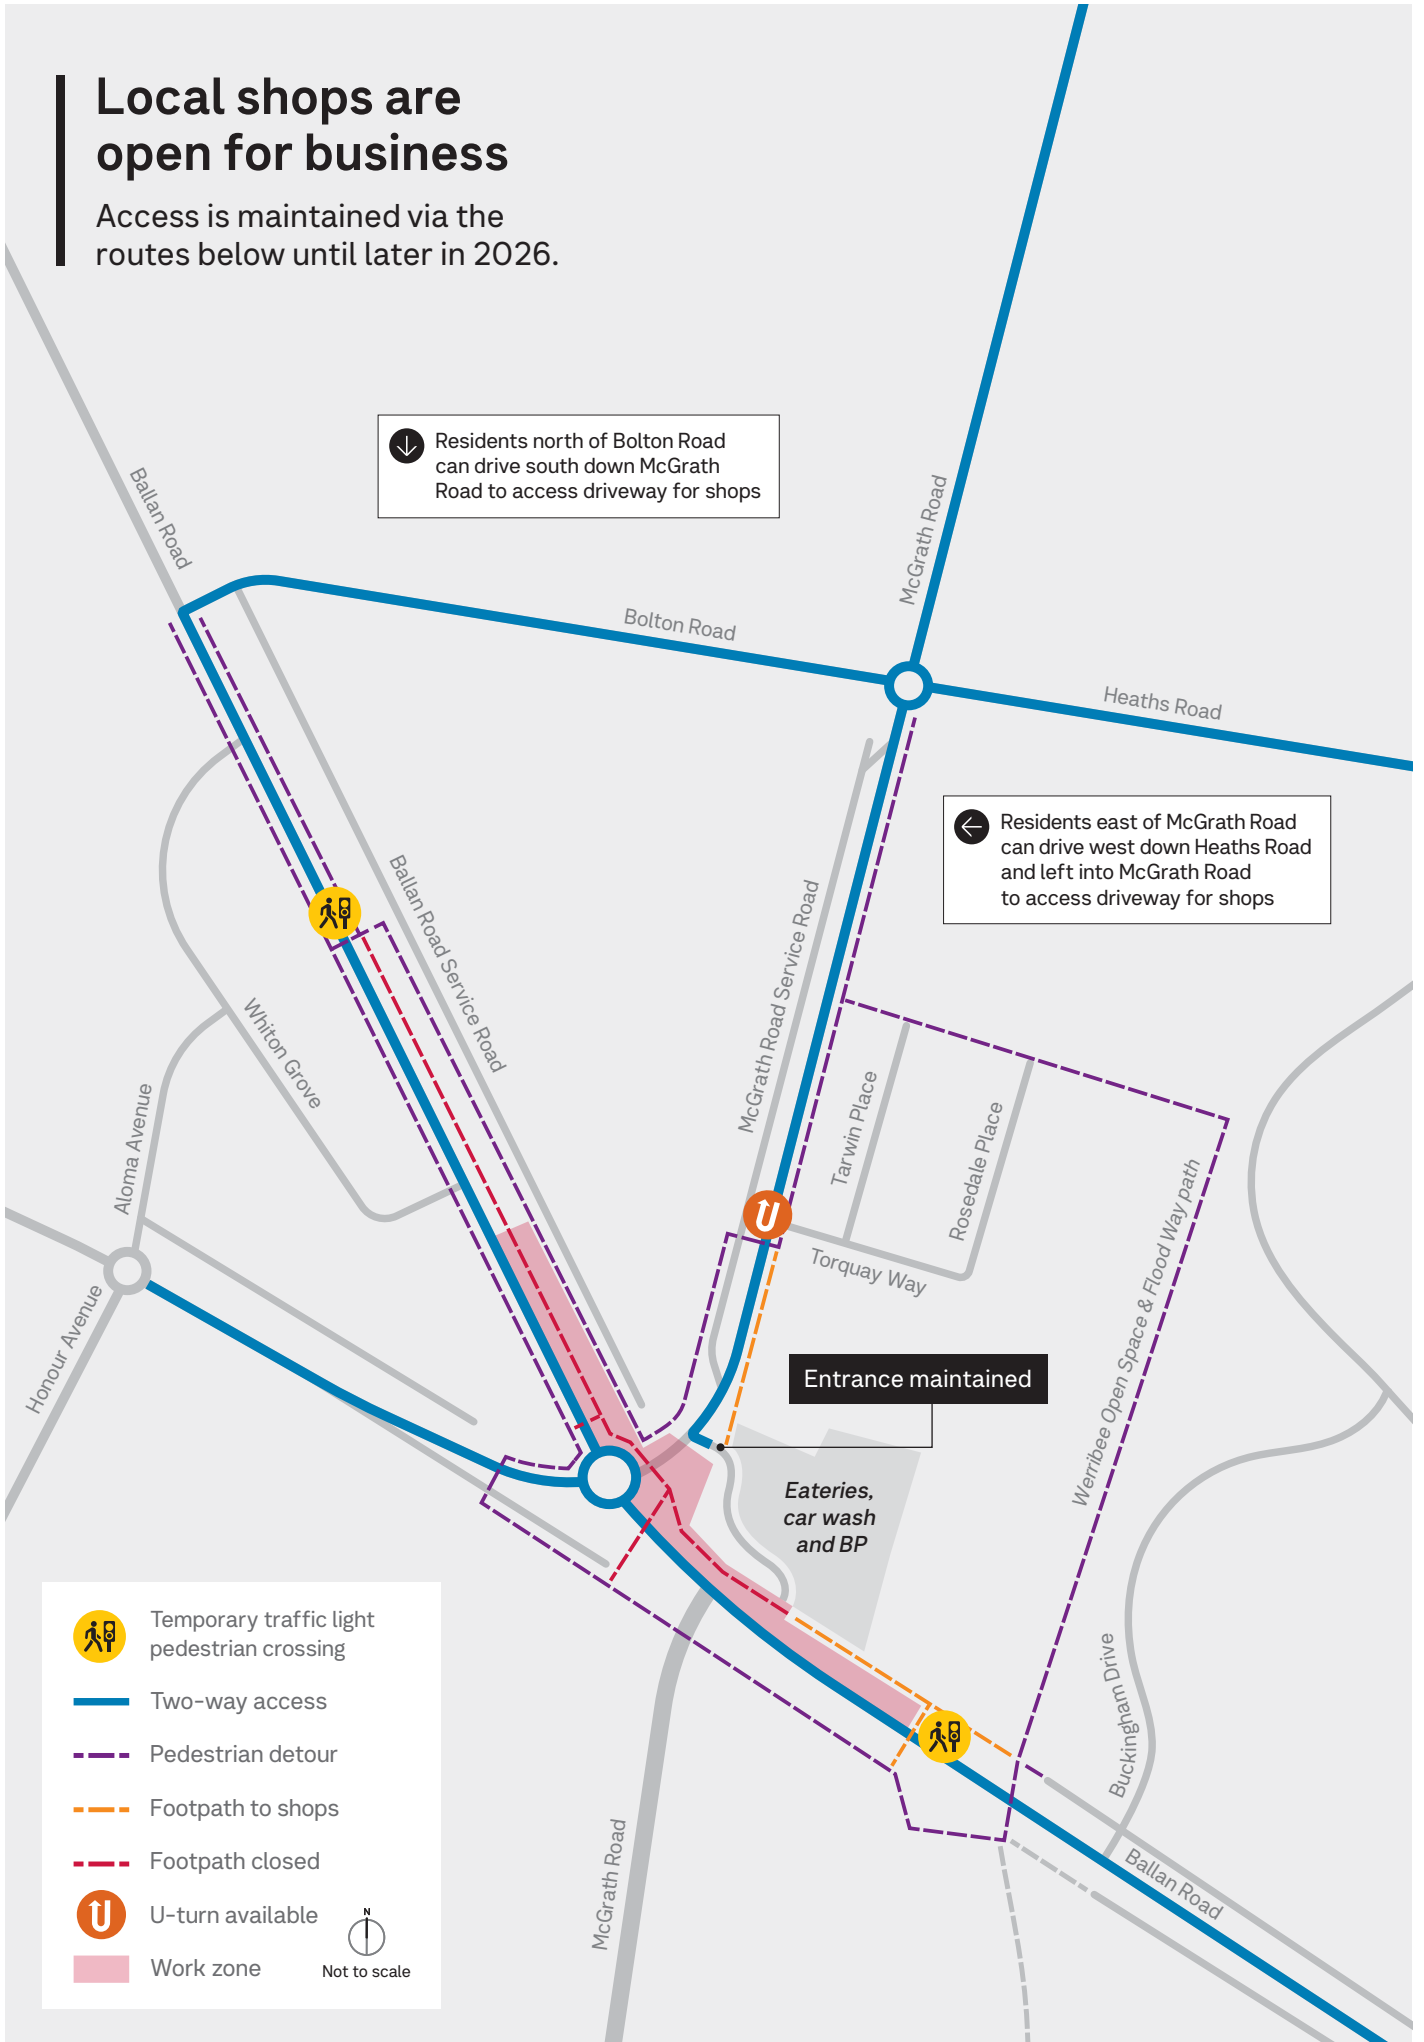 Local shops are
open for business
Access is maintained via the
routes below until later in 2026.
Residents north of Bolton Road
can drive south down McGrath
Road to access driveway for shops
Ballan Road
McGrath Road
Bolton Road
Heaths Road
Residents east of McGrath Road
can drive west down Heaths Road
and left into McGrath Road
to access driveway for shops
Ballan Road Service Road
McGrath Road Service Road
Whiton Grove
Aloma Avenue
Tarwin Place
Rosedale Place
Torquay Way
Werribee Open Space & Flood Way path
Honour Avenue
Entrance maintained
Eateries,
car wash
and BP
Buckingham Drive
McGrath Road
Ballan Road
Temporary traffic light
pedestrian crossing
Two-way access
Pedestrian detour
Footpath to shops
Footpath closed
U-turn available
Work zone
N
Not to scale